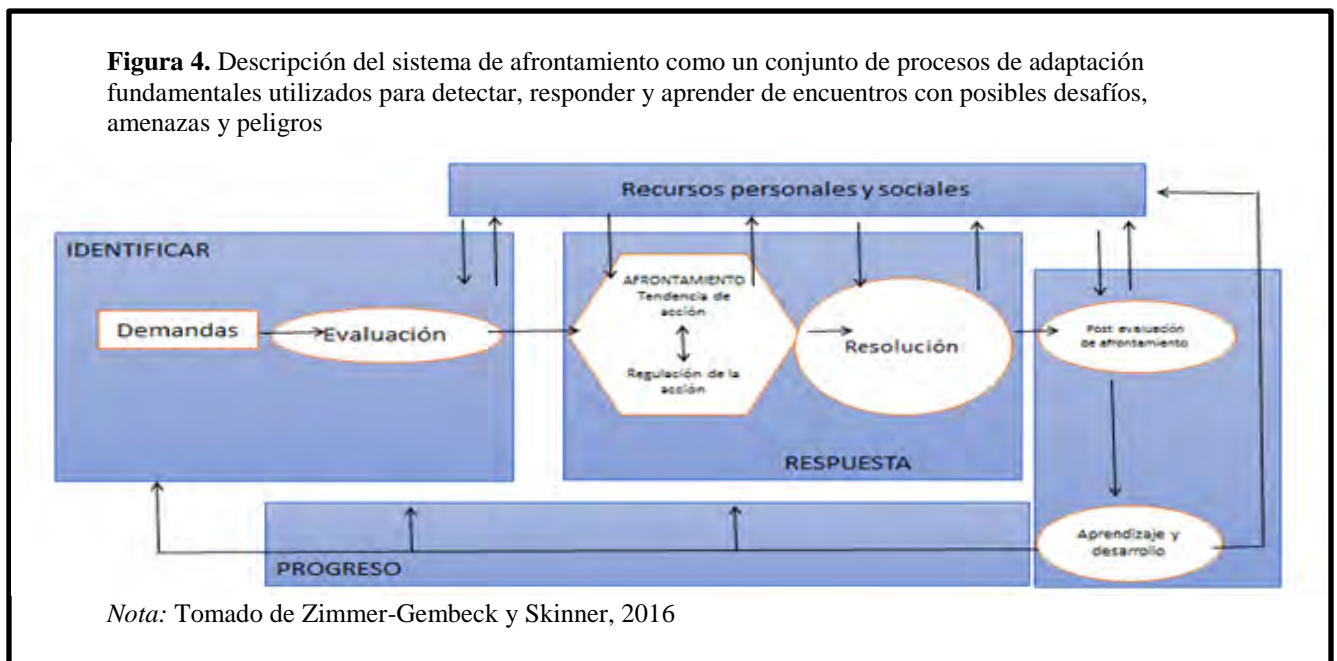 Figura 4. Descripción del sistema de afrontamiento como un conjunto de procesos de adaptación
fundamentales utilizados para detectar, responder y aprender de encuentros con posibles desafíos,
amenazas y peligros
Recursos personales y sociales
IDENTIFICAR
Demandas
Evaluación
AFRONTAMIENTO
Tendencia de
acción
Regulación de la
acción
Resolución
RESPUESTA
Post evaluación
de afrontamiento
Aprendizaje y
desarrollo
PROGRESO
Nota: Tomado de Zimmer-Gembeck y Skinner, 2016